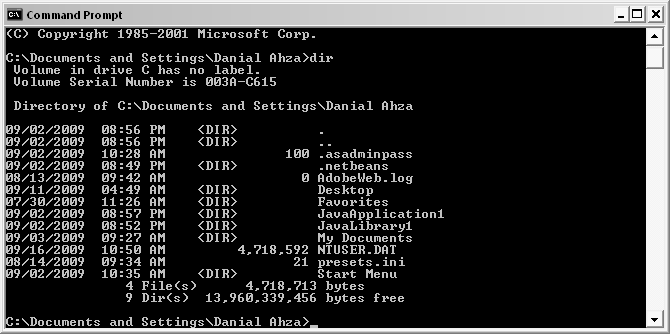 Command Prompt
(C) Copyright 1985-2001 Microsoft Corp.
C:\Documents and Settings\Danial Ahza>dir
Volume in drive C has no label.
Volume Serial Number is 003A-C615
Directory of C:\Documents and Settings\Danial Ahza
09/02/2009  08:56 PM    <DIR>          .
09/02/2009  08:56 PM    <DIR>          ..
09/02/2009  10:28 AM               100 .asadminpass
09/02/2009  08:49 PM    <DIR>          .netbeans
08/13/2009  09:42 AM                 0 AdobeWeb.log
09/11/2009  04:49 AM    <DIR>          Desktop
07/30/2009  11:26 AM    <DIR>          Favorites
09/02/2009  08:57 PM    <DIR>          JavaApplication1
09/02/2009  08:52 PM    <DIR>          JavaLibrary1
09/03/2009  09:27 AM    <DIR>          My Documents
09/16/2009  10:50 AM         4,718,592 NTUSER.DAT
08/14/2009  09:34 AM                21 presets.ini
09/02/2009  10:35 AM    <DIR>          Start Menu
4 File(s)      4,718,713 bytes
9 Dir(s)  13,960,339,456 bytes free
C:\Documents and Settings\Danial Ahza>_